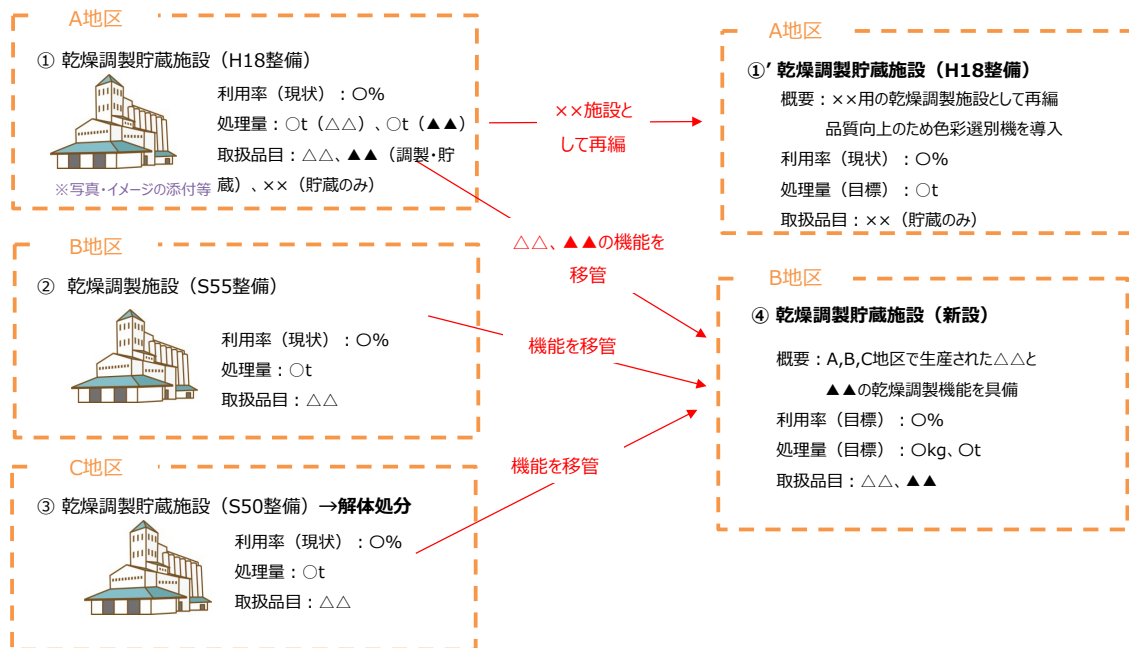 A地区
① 乾燥調製貯蔵施設（H18整備）
利用率（現状）：〇%
処理量：○t（△△）、○t（▲▲）
取扱品目：△△、▲▲（調製・貯
蔵）、××（貯蔵のみ）
※写真・イメージの添付等
B地区
② 乾燥調製施設（S55整備）
利用率（現状）：〇%
処理量：○t
取扱品目：△△
C地区
③ 乾燥調製貯蔵施設（S50整備）→解体処分
利用率（現状）：〇%
処理量：○t
取扱品目：△△
××施設と
して再編
△△、▲▲の機能を
移管
機能を移管
機能を移管
A地区
①’ 乾燥調製貯蔵施設（H18整備）
概要：××用の乾燥調製施設として再編
品質向上のため色彩選別機を導入
利用率（現状）：〇%
処理量（目標）：○t
取扱品目：××（貯蔵のみ）
B地区
④ 乾燥調製貯蔵施設（新設）
概要：A,B,C地区で生産された△△と
▲▲の乾燥調製機能を具備
利用率（目標）：〇%
処理量（目標）：〇kg、〇t
取扱品目：△△、▲▲